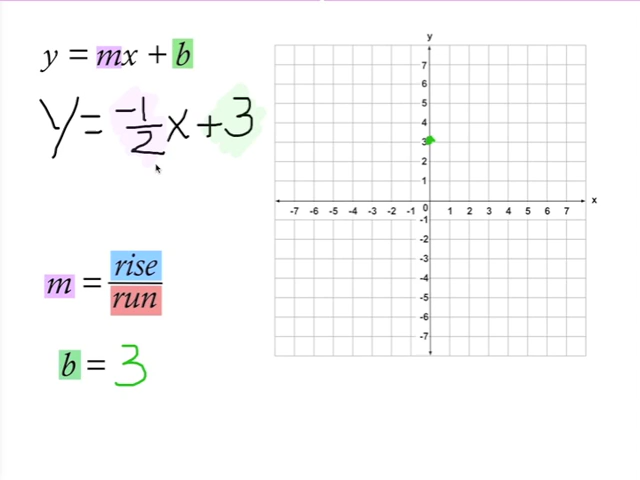 y = mx + b
Y = -1/2 x + 3
m = rise/run
b = 3
y
7
6
5
4
3
2
1
-7 -6 -5 -4 -3 -2 -1 0 1 2 3 4 5 6 7 x
-1
-2
-3
-4
-5
-6
-7